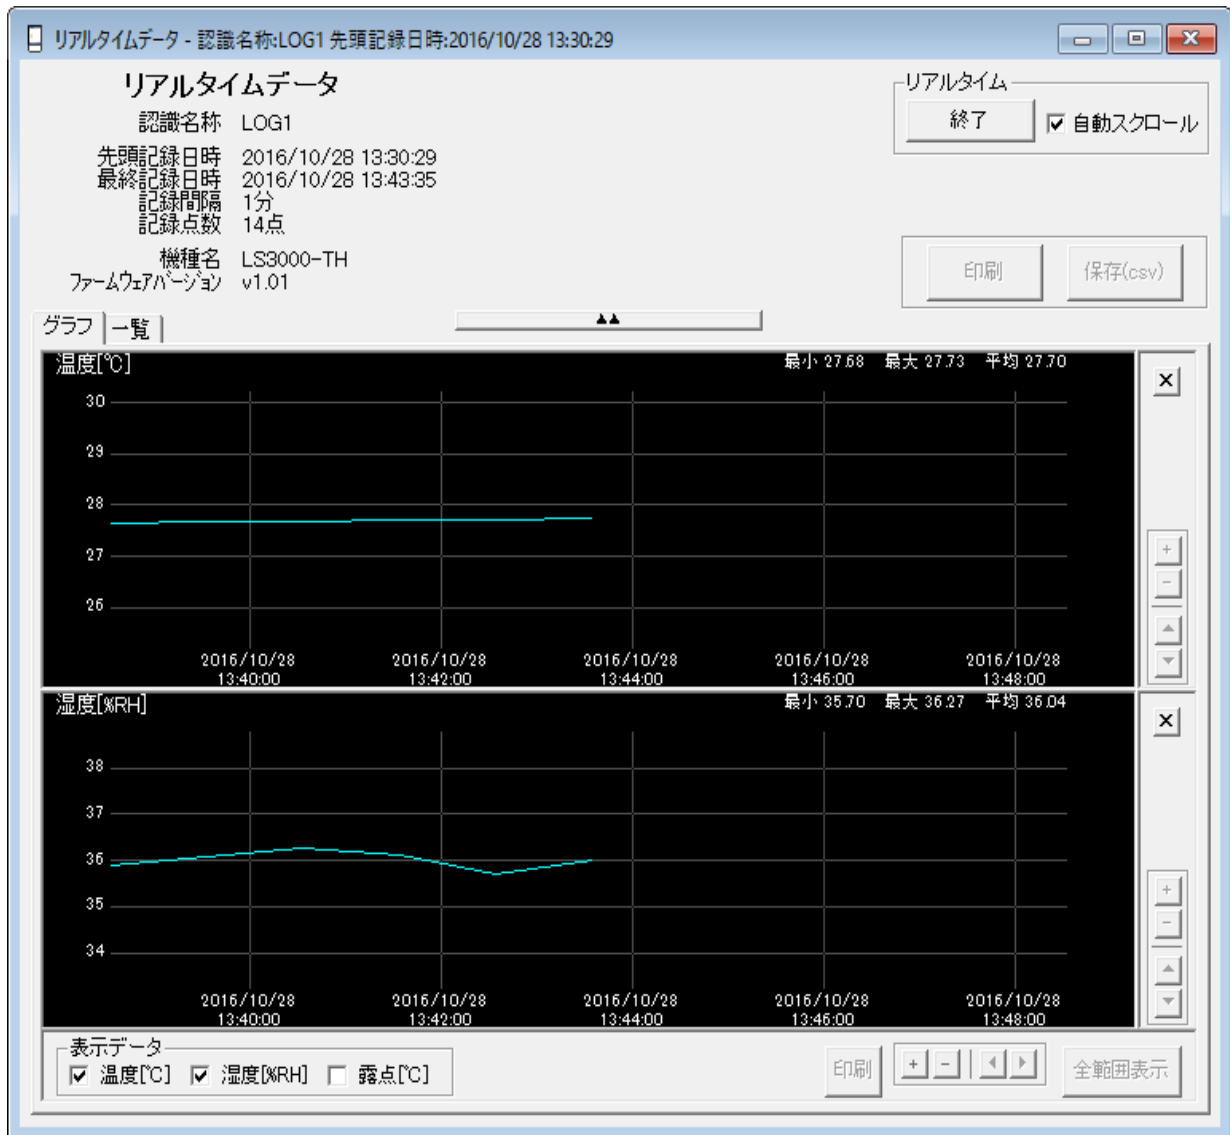 リアルタイムデータ - 認識名称:LOG1 先頭記録日時:2016/10/28 13:30:29
リアルタイムデータ
認識名称 LOG1
先頭記録日時 2016/10/28 13:30:29
最終記録日時 2016/10/28 13:43:35
記録間隔 1分
記録点数 14点
機種名 LS3000-TH
ファームウェアバージョン v1.01
リアルタイム
終了 自動スクロール
印刷 保存(csv)
グラフ 一覧
温度[℃] 最小 27.68 最大 27.73 平均 27.70
30
29
28
27
26
2016/10/28 2016/10/28 2016/10/28 2016/10/28 2016/10/28
13:40:00 13:42:00 13:44:00 13:46:00 13:48:00
湿度[%RH] 最小 35.70 最大 36.27 平均 36.04
38
37
36
35
34
2016/10/28 2016/10/28 2016/10/28 2016/10/28 2016/10/28
13:40:00 13:42:00 13:44:00 13:46:00 13:48:00
表示データ
温度[℃] 湿度[%RH] 露点[℃]
印刷 + - 全範囲表示